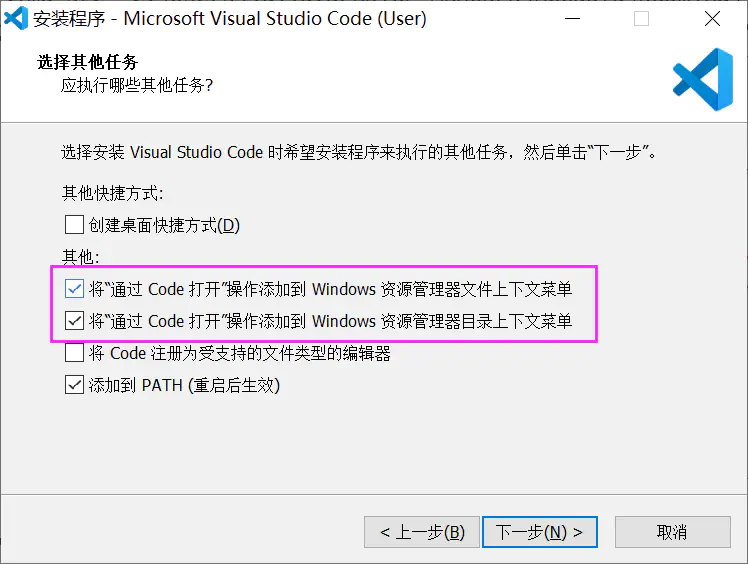 安装程序 - Microsoft Visual Studio Code (User)
选择其他任务
应执行哪些其他任务?
选择安装 Visual Studio Code 时希望安装程序来执行的其他任务，然后单击“下一步”。
其他快捷方式:
创建桌面快捷方式(D)
其他:
将“通过 Code 打开”操作添加到 Windows 资源管理器文件上下文菜单
将“通过 Code 打开”操作添加到 Windows 资源管理器目录上下文菜单
将 Code 注册为受支持的文件类型的编辑器
添加到 PATH (重启后生效)
< 上一步(B) 下一步(N) > 取消